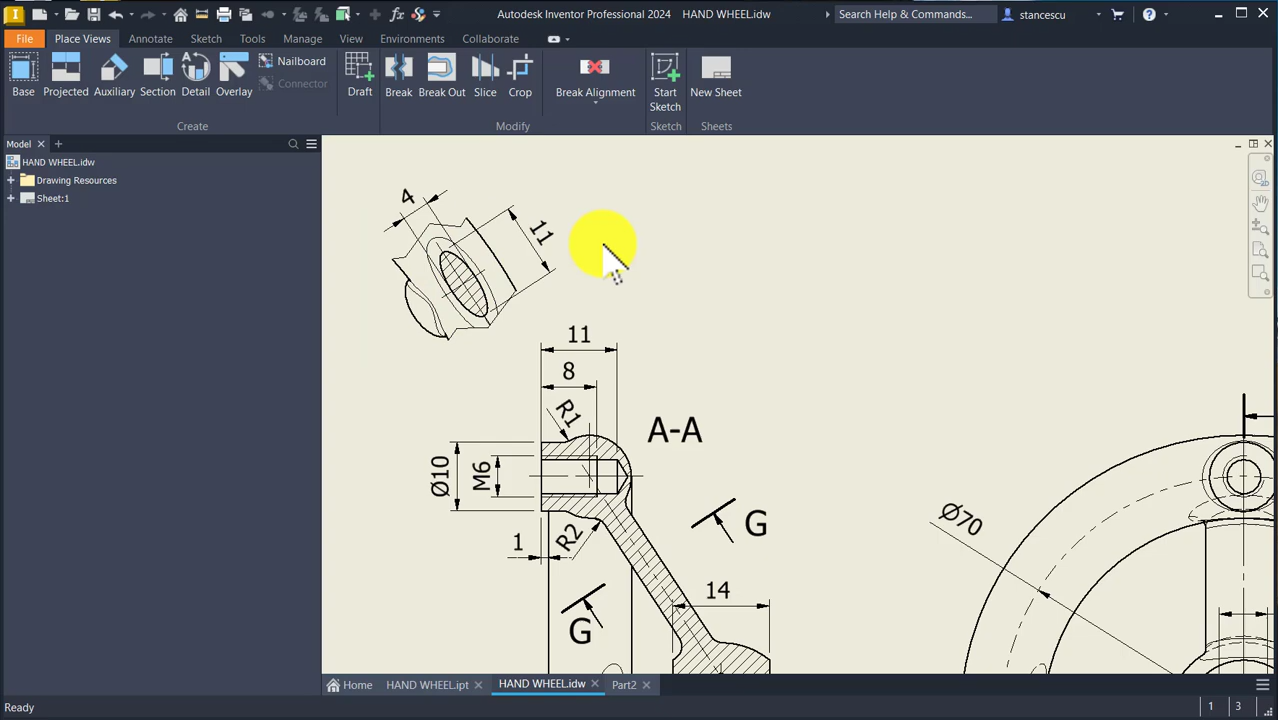 Autodesk Inventor Professional 2024 HAND WHEEL.idw
Search Help & Commands...
stancescu
File Place Views Annotate Sketch Tools Manage View Environments Collaborate
Base
Projected
Auxiliary
Section
Detail
Overlay
Nailboard
Connector
Draft
Break
Break Out
Slice
Crop
Break Alignment
Start
Sketch
New Sheet
Create
Modify
Sketch
Sheets
Model
HAND WHEEL.idw
Drawing Resources
Sheet:1
4
11
11
8
R1
A-A
Ø10
M6
G
Ø70
1
R2
14
G
Home HAND WHEEL.ipt HAND WHEEL.idw Part2
Ready
1 3